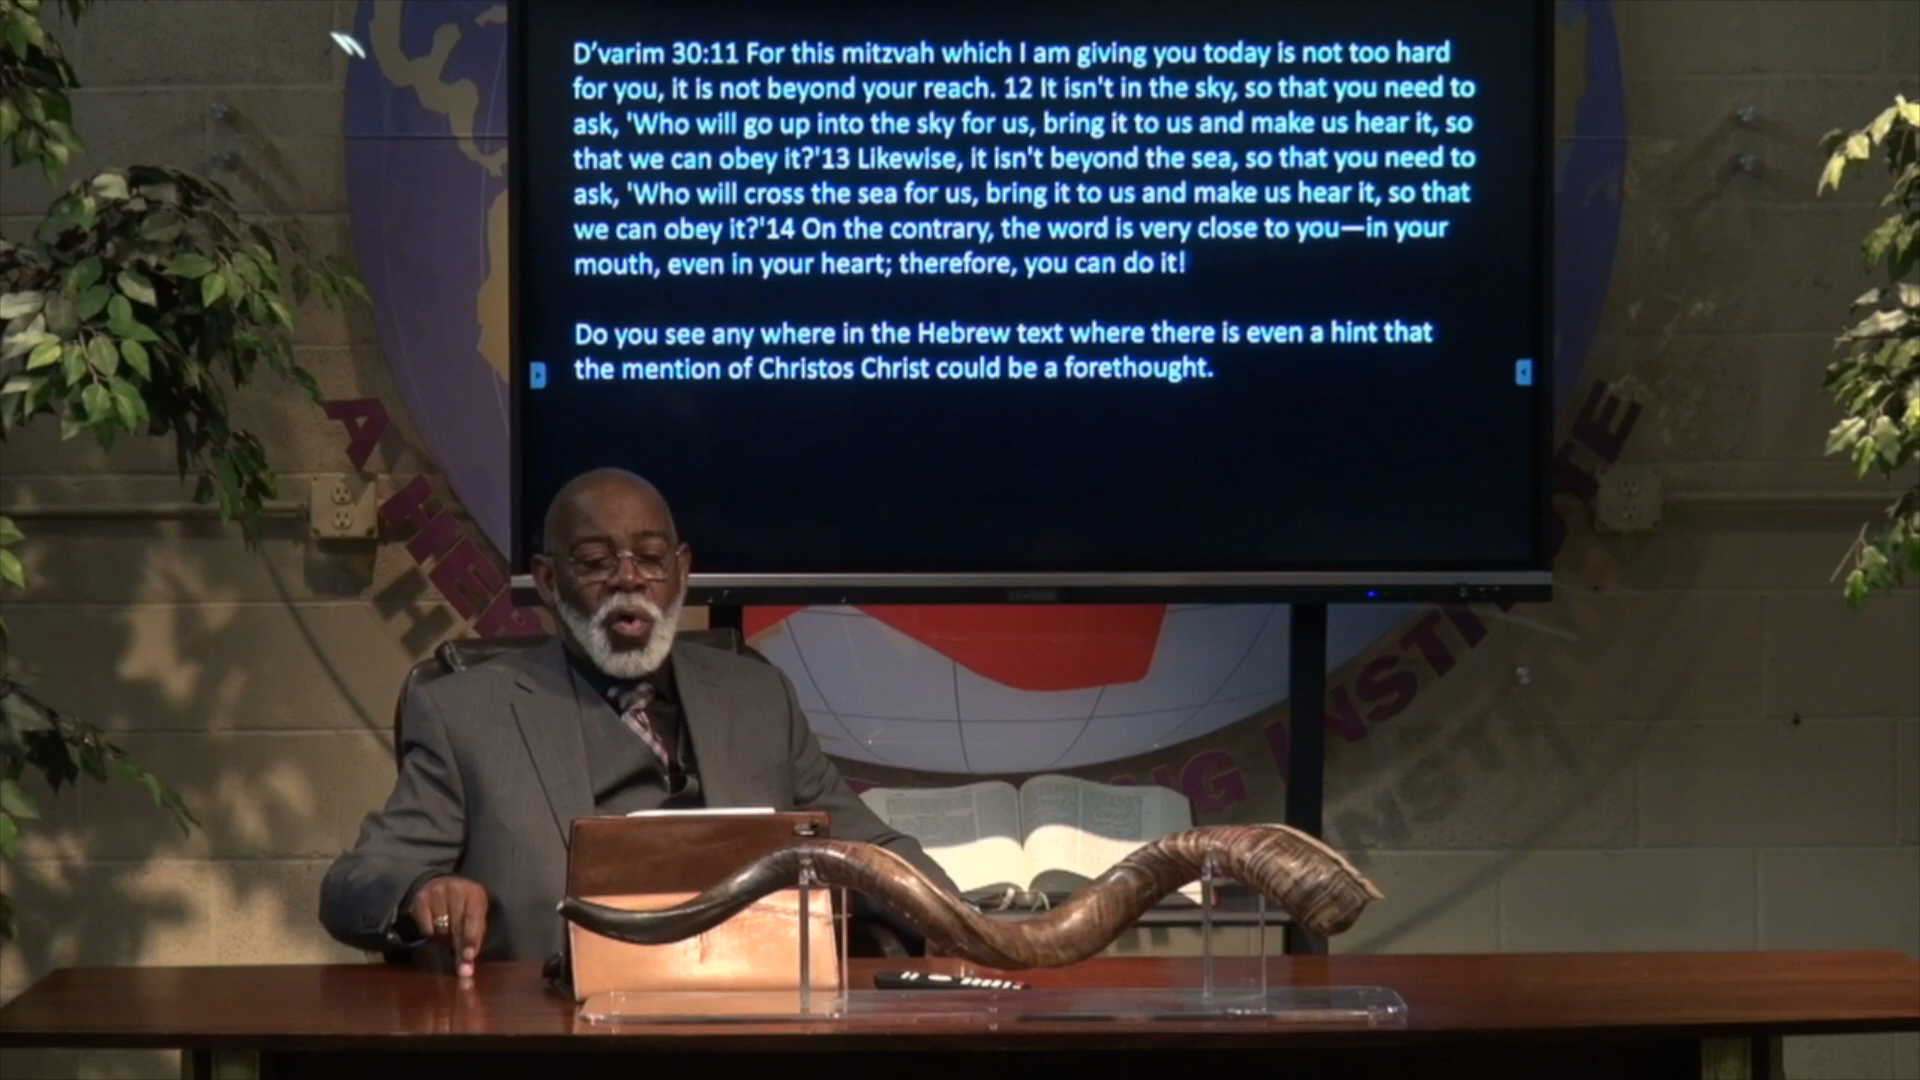 D’varim 30:11 For this mitzvah which I am giving you today is not too hard
for you, it is not beyond your reach. 12 It isn't in the sky, so that you need to
ask, 'Who will go up into the sky for us, bring it to us and make us hear it, so
that we can obey it?'13 Likewise, it isn't beyond the sea, so that you need to
ask, 'Who will cross the sea for us, bring it to us and make us hear it, so that
we can obey it?'14 On the contrary, the word is very close to you—in your
mouth, even in your heart; therefore, you can do it!
Do you see any where in the Hebrew text where there is even a hint that
the mention of Christos Christ could be a forethought.
A